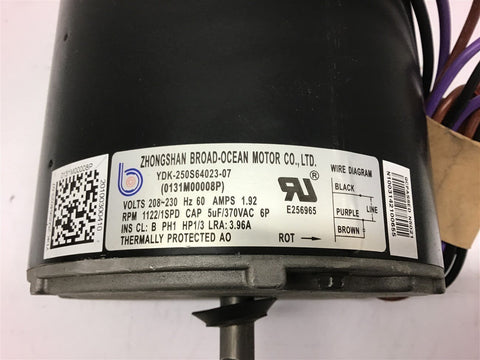 ZHONGSHAN BROAD-OCEAN MOTOR CO., LTD.
YDK-250S64023-07
(0131M00008P)
VOLTS 208-230 Hz 60 AMPS 1.92
RPM 1122/1SPD CAP 5uF/370VAC 6P
INS CL: B PH1 HP1/3 LRA: 3.96A
THERMALLY PROTECTED AO
ROT
E256965
WIRE DIAGRAM
BLACK
LINE
PURPLE
BROWN
0131M00008P